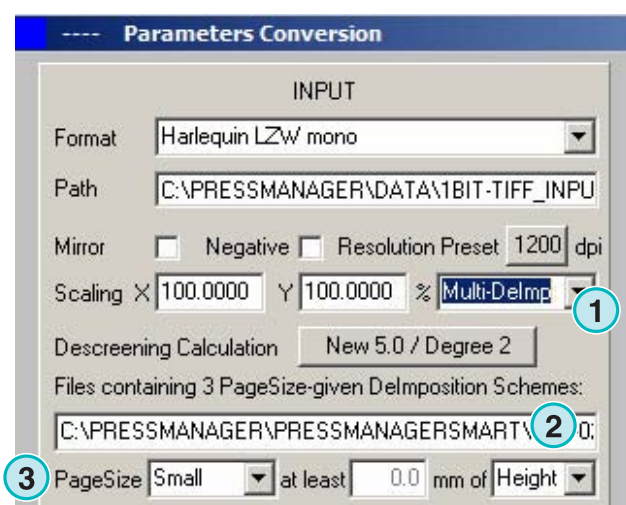 ---- Parameters Conversion
INPUT
Format Harlequin LZW mono
Path C:\PRESSMANAGER\DATA\1BIT-TIFF_INPU
Mirror Negative Resolution Preset 1200 dpi
Scaling X 100.0000 Y 100.0000 % Multi-DeImp 1
Descreening Calculation New 5.0 / Degree 2
Files containing 3 PageSize-given DeImposition Schemes:
C:\PRESSMANAGER\PRESSMANAGERSMART\ 2
3 PageSize Small at least 0.0 mm of Height